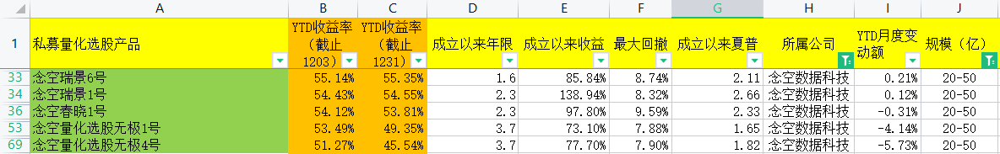 A B C D E F G H I J
1 私募量化选股产品 YTD收益率（截止1203） YTD收益率（截止1231） 成立以来年限 成立以来收益 最大回撤 成立以来夏普 所属公司 YTD月度变动额 规模（亿）
33 念空瑞景6号 55.14% 55.35% 1.6 85.84% 8.74% 2.11 念空数据科技 0.21% 20-50
34 念空瑞景1号 54.43% 54.55% 2.3 138.94% 8.32% 2.66 念空数据科技 0.12% 20-50
36 念空春晓1号 54.12% 53.81% 2.3 97.80% 9.59% 2.33 念空数据科技 -0.31% 20-50
53 念空量化选股无极1号 53.49% 49.35% 3.7 73.10% 7.88% 1.65 念空数据科技 -4.14% 20-50
69 念空量化选股无极4号 51.27% 45.54% 3.7 77.70% 7.90% 1.82 念空数据科技 -5.73% 20-50